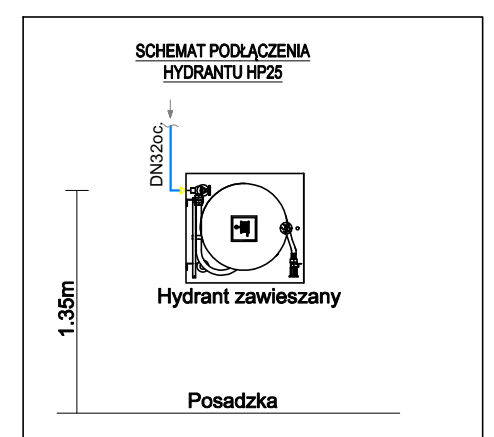 SCHEMAT PODŁĄCZENIA
HYDRANTU HP25
DN32oc.
Hydrant zawieszany
1.35m
Posadzka